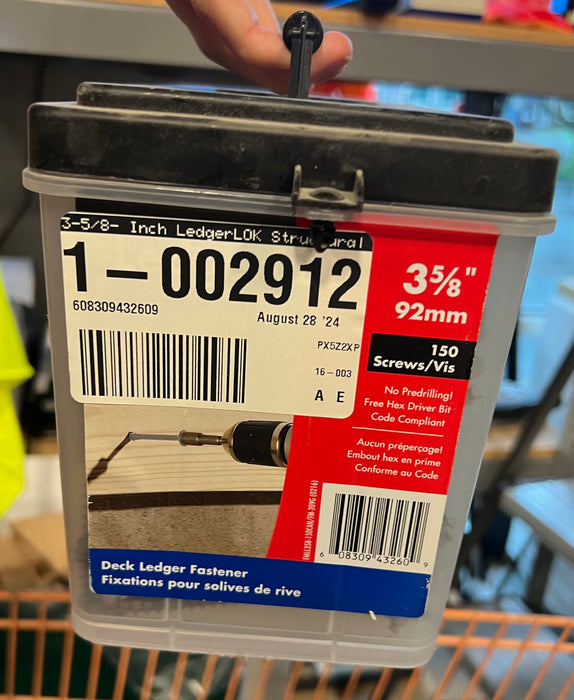 3-5/8- Inch LedgerLOK Structural
1-002912
608309432609
August 28 '24
PX5Z2XP
16-003
A E
3⅝"
92mm
150
Screws/Vis
No Predrilling!
Free Hex Driver Bit
Code Compliant
Aucun préperçage!
Embout hex en prime
Conforme au Code
6 08309 43260 9
Deck Ledger Fastener
Fixations pour solives de rive